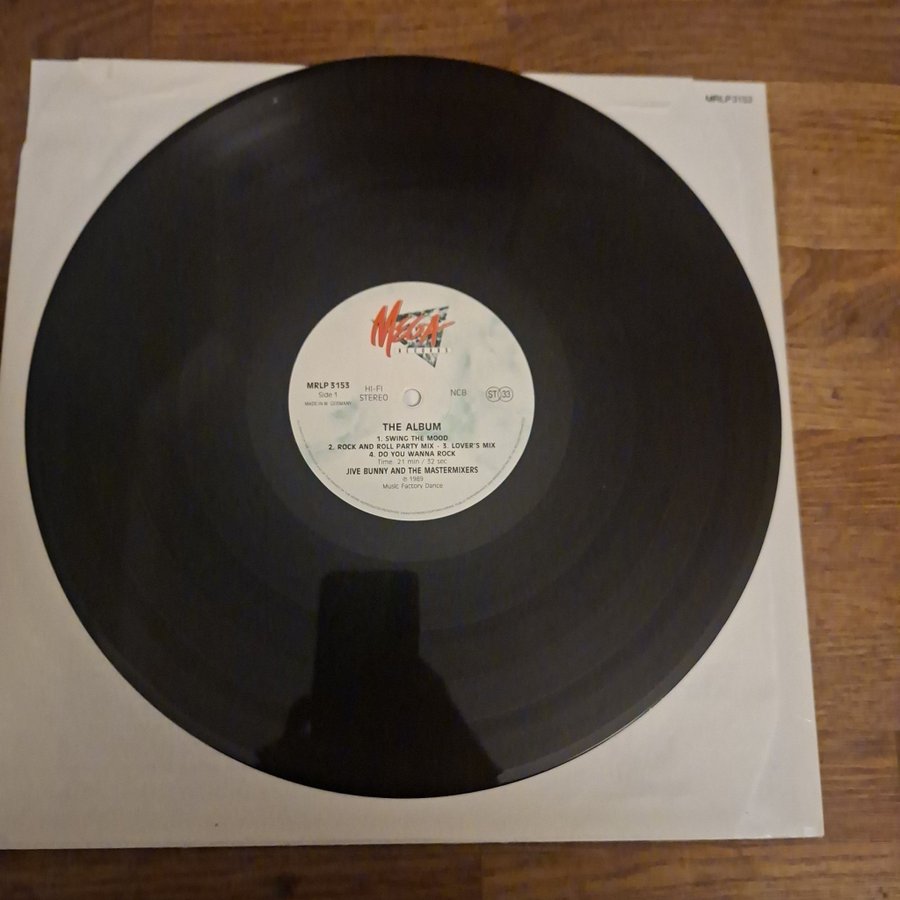 MRLP 3153
MEGA
RECORDS
MRLP 3153
Side 1
MADE IN W. GERMANY
HI-FI
STEREO
NCB
ST 33
THE ALBUM
1. SWING THE MOOD
2. ROCK AND ROLL PARTY MIX - 3. LOVER'S MIX
4. DO YOU WANNA ROCK
Time: 21 min / 32 sec
JIVE BUNNY AND THE MASTERMIXERS
℗ 1989
Music Factory Dance